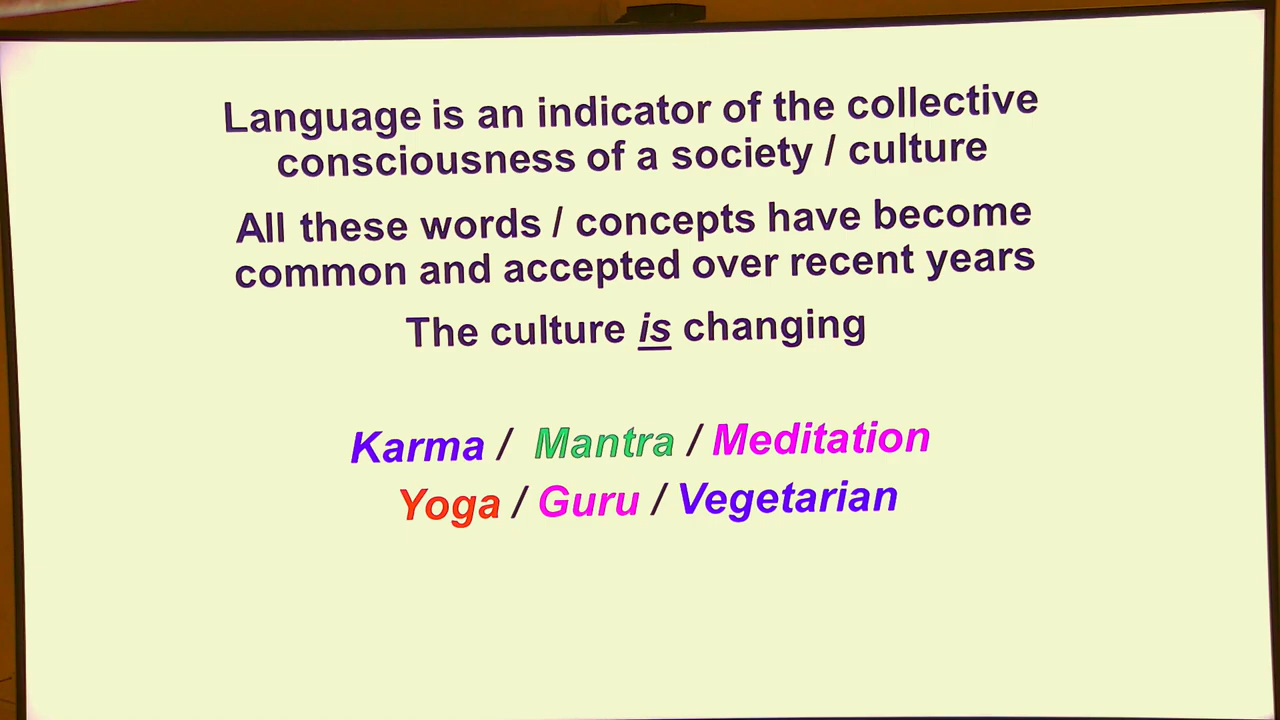 Language is an indicator of the collective
consciousness of a society / culture
All these words / concepts have become
common and accepted over recent years
The culture is changing
Karma / Mantra / Meditation
Yoga / Guru / Vegetarian